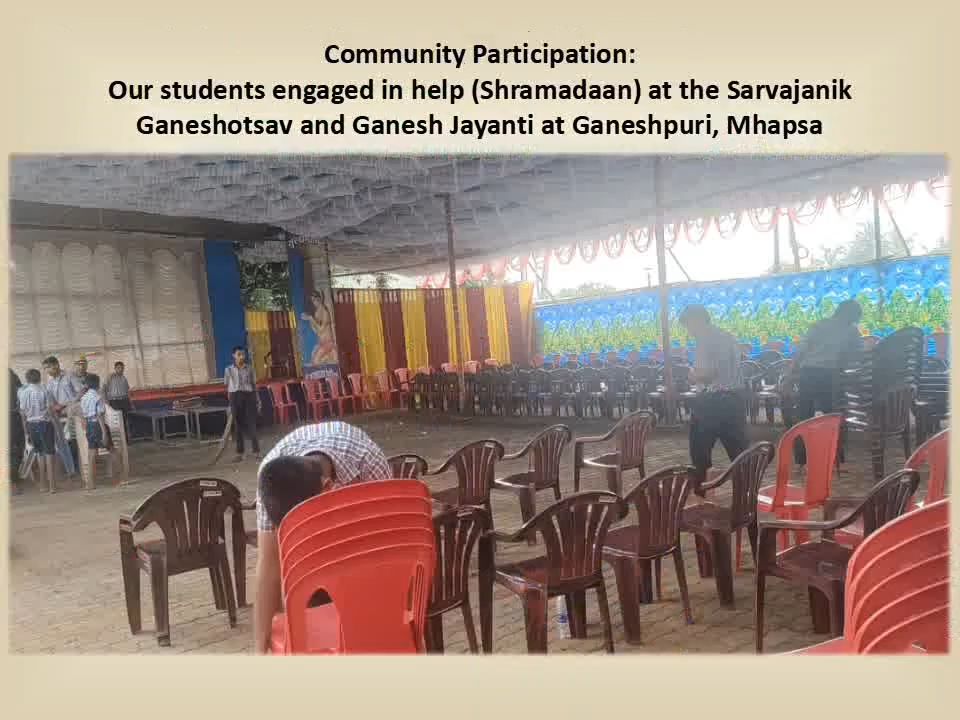 Community Participation:
Our students engaged in help (Shramadaan) at the Sarvajanik
Ganeshotsav and Ganesh Jayanti at Ganeshpuri, Mhapsa